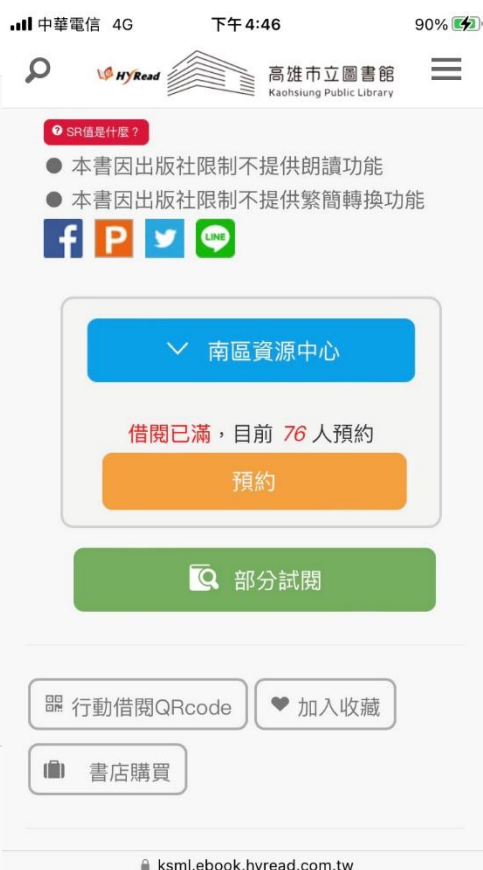 中華電信 4G 下午4:46 90%
HyRead 高雄市立圖書館
Kaohsiung Public Library
? SR值是什麼？
● 本書因出版社限制不提供朗讀功能
● 本書因出版社限制不提供繁簡轉換功能
f P LINE
南區資源中心
借閱已滿，目前 76 人預約
預約
部分試閱
行動借閱QRcode 加入收藏
書店購買
ksml.ebook.hyread.com.tw